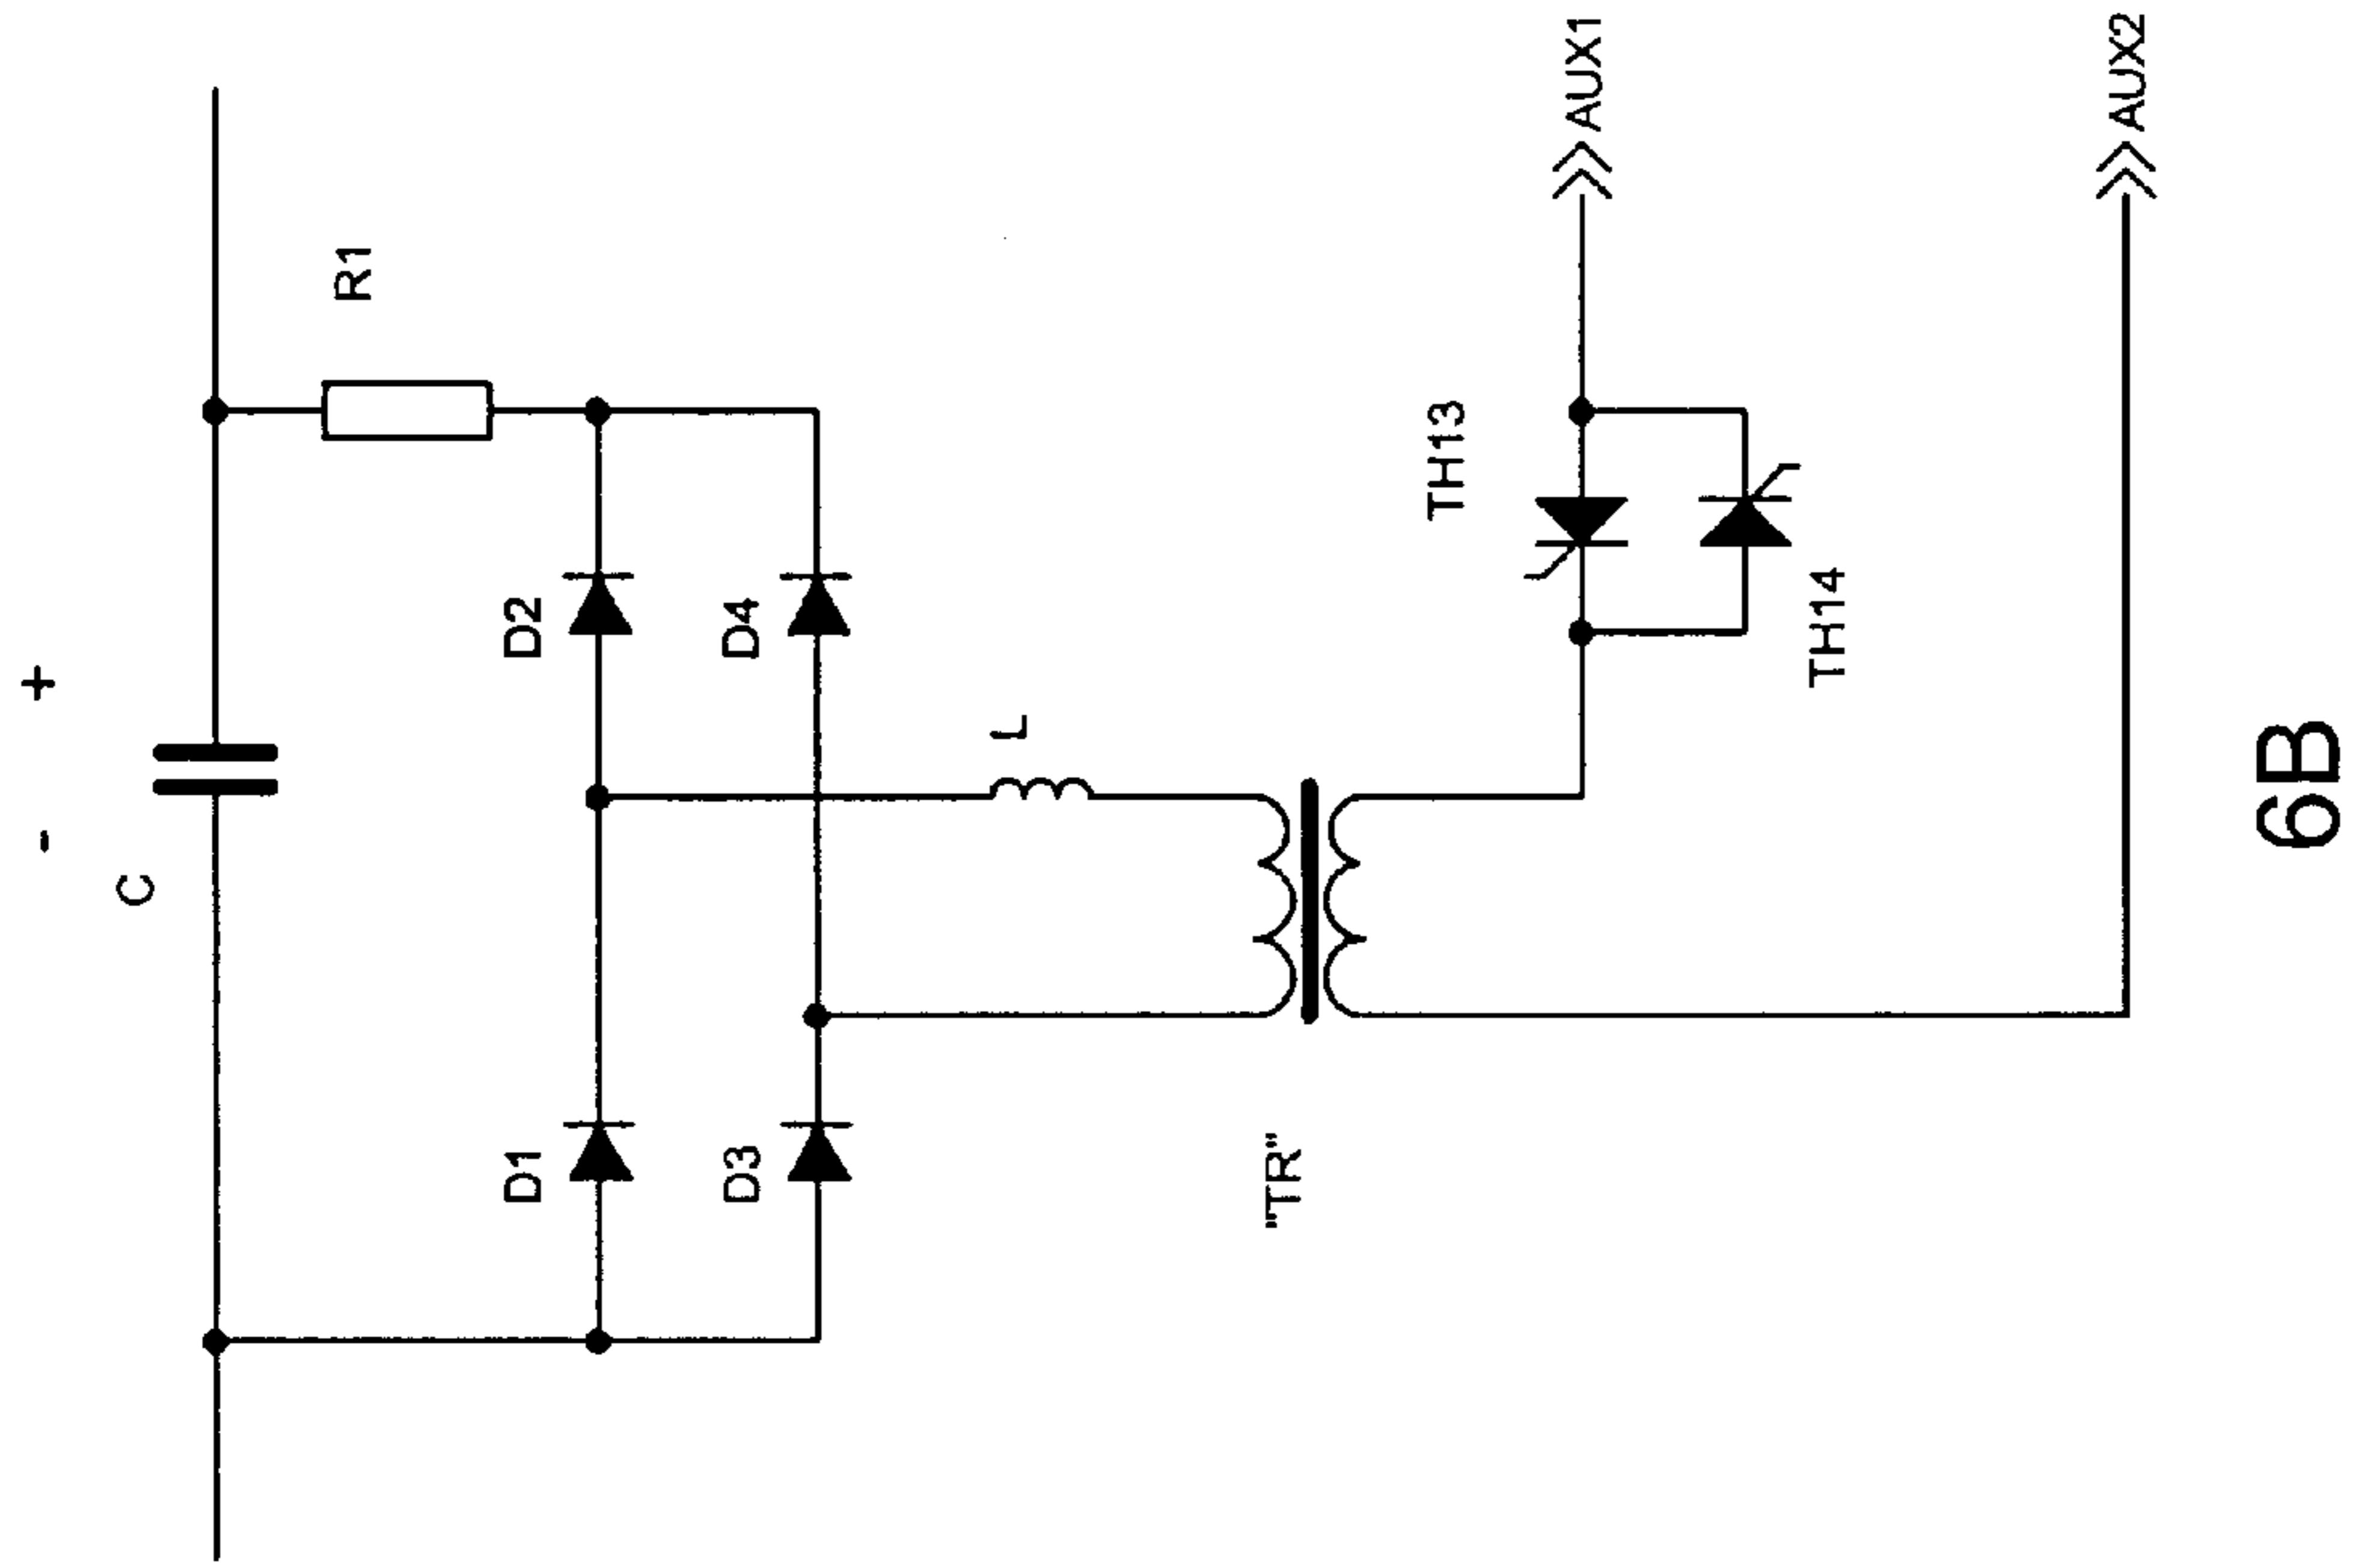 +
-
C
R1
D2
D4
D1
D3
L
"TR"
TH13
TH14
AUX1
AUX2
6B